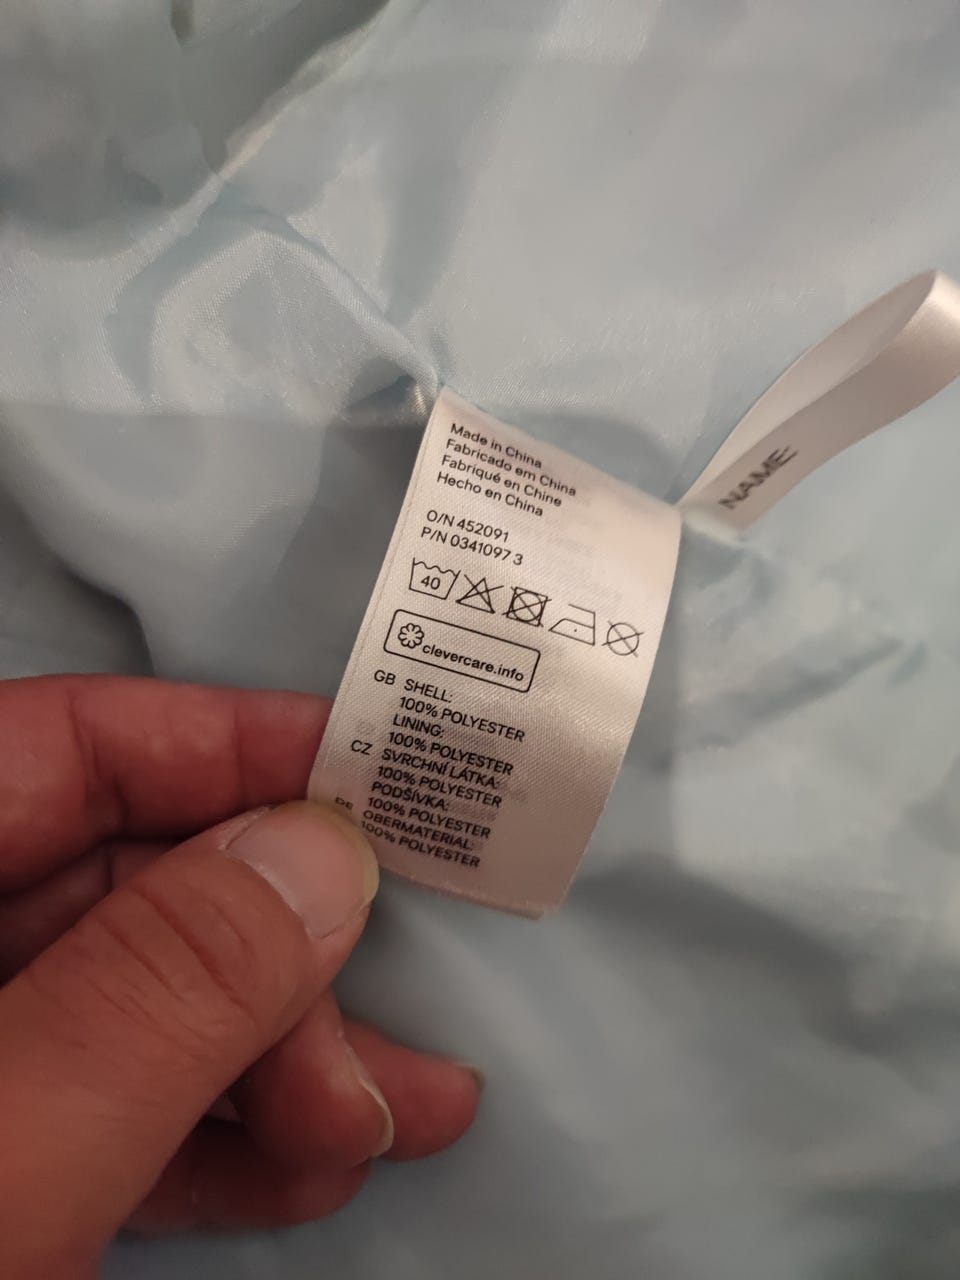 Made in China
Fabricado em China
Fabriqué en Chine
Hecho en China
O/N 452091
P/N 0341097 3
40
clevercare.info
GB SHELL:
100% POLYESTER
LINING:
100% POLYESTER
CZ SVRCHNÍ LÁTKA:
100% POLYESTER
PODŠÍVKA:
100% POLYESTER
DE OBERMATERIAL:
100% POLYESTER
NAME